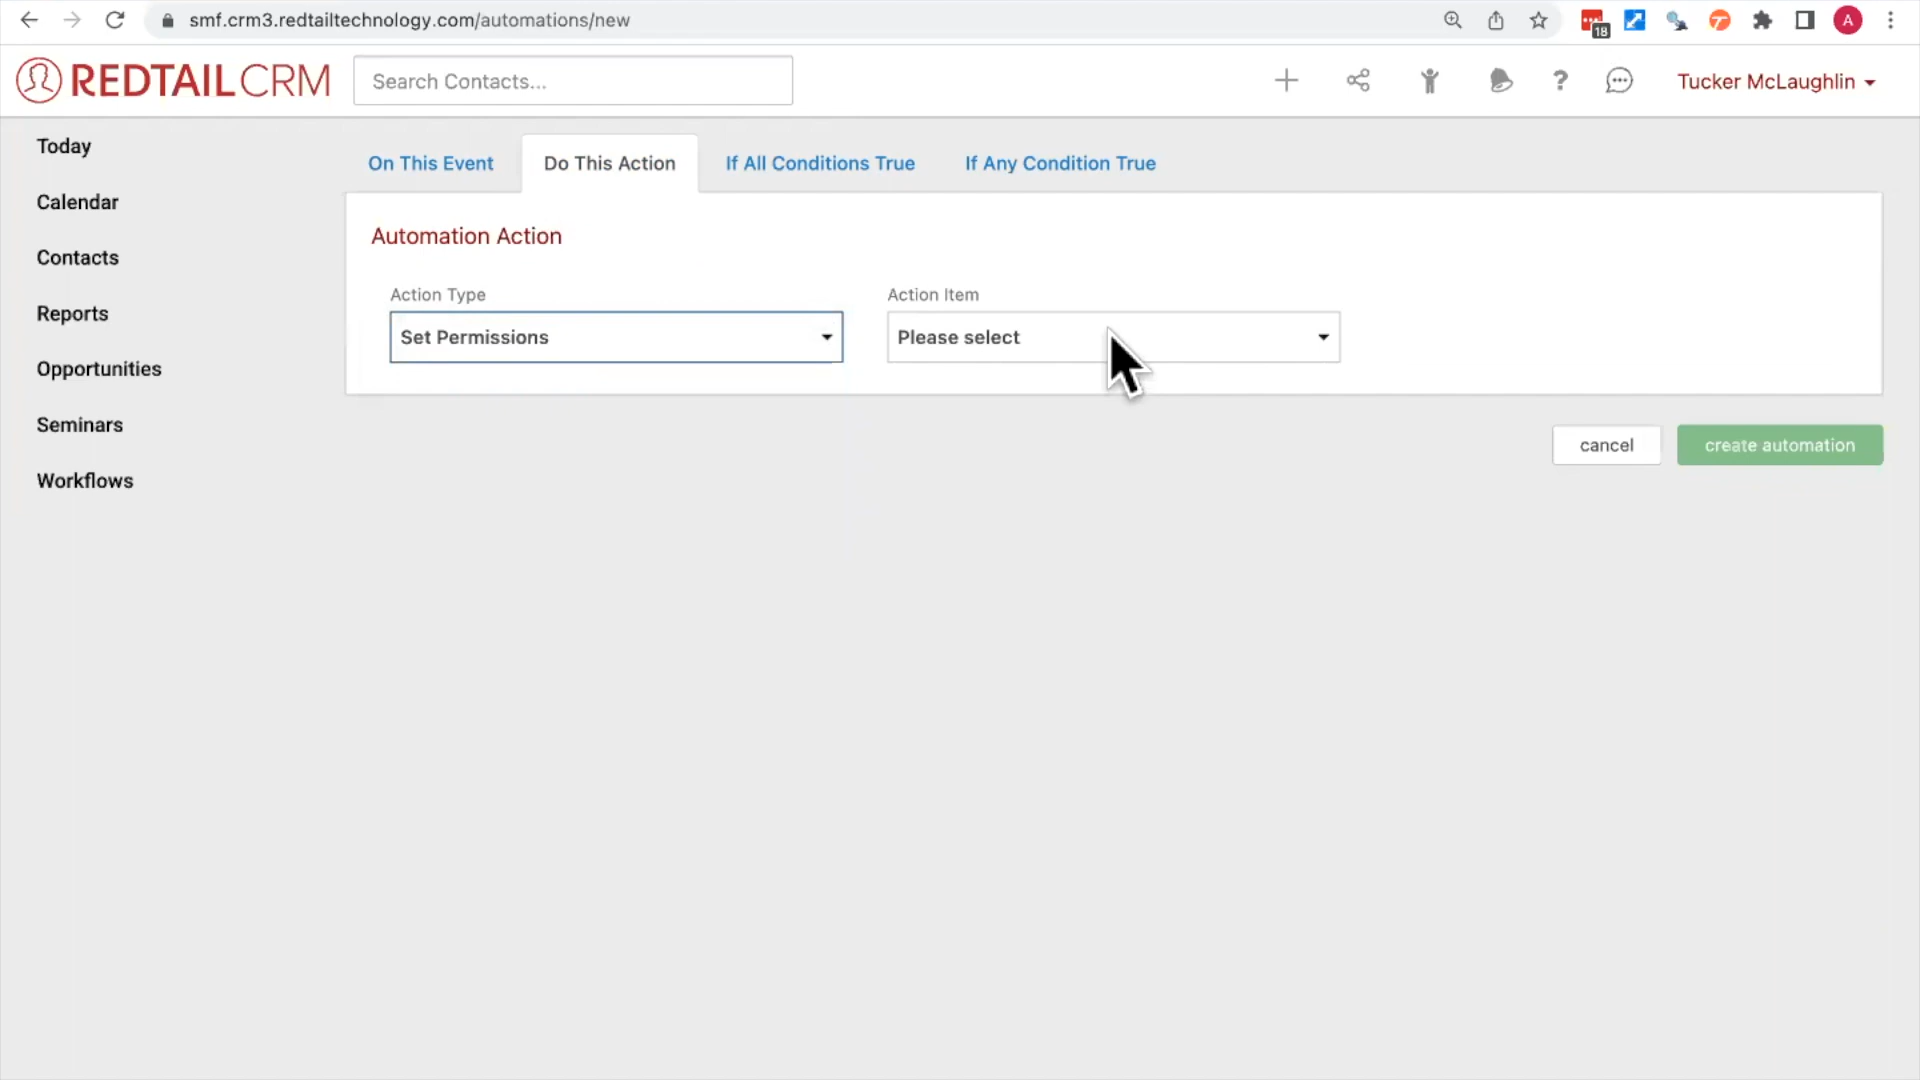 smf.crm3.redtailtechnology.com/automations/new
18
A
REDTAILCRM
Search Contacts...
?
Tucker McLaughlin
Today
Calendar
Contacts
Reports
Opportunities
Seminars
Workflows
On This Event
Do This Action
If All Conditions True
If Any Condition True
Automation Action
Action Type
Action Item
Set Permissions
Please select
cancel
create automation